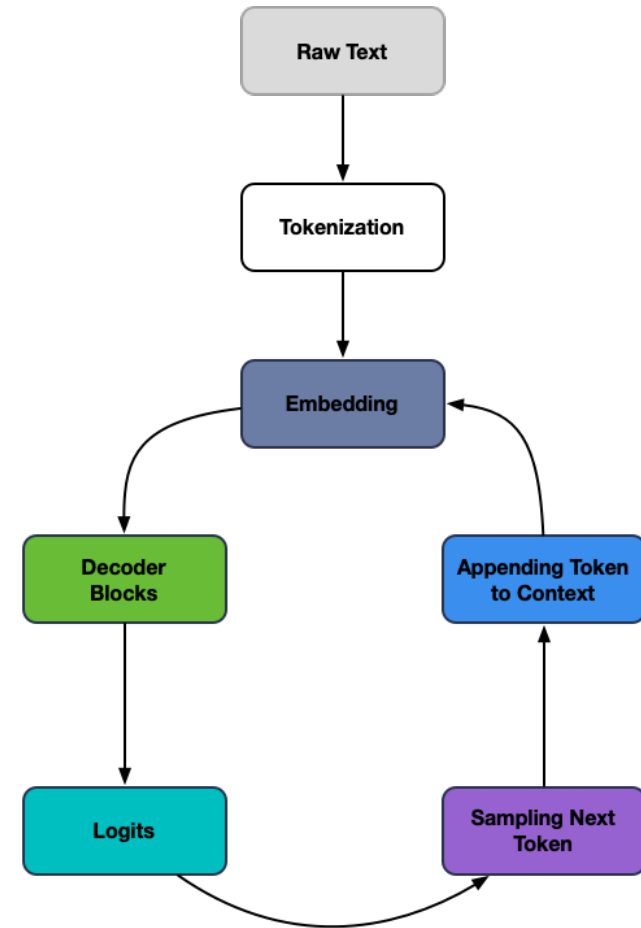 Raw Text
Tokenization
Embedding
Decoder
Blocks
Appending Token
to Context
Logits
Sampling Next
Token